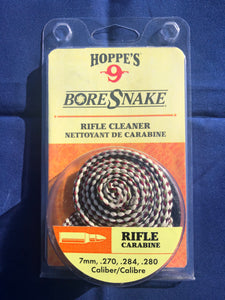 HOPPE'S
9
BORESNAKE
RIFLE CLEANER
NETTOYANT DE CARABINE
RIFLE
CARABINE
7mm, .270, .284, .280
Caliber/Calibre